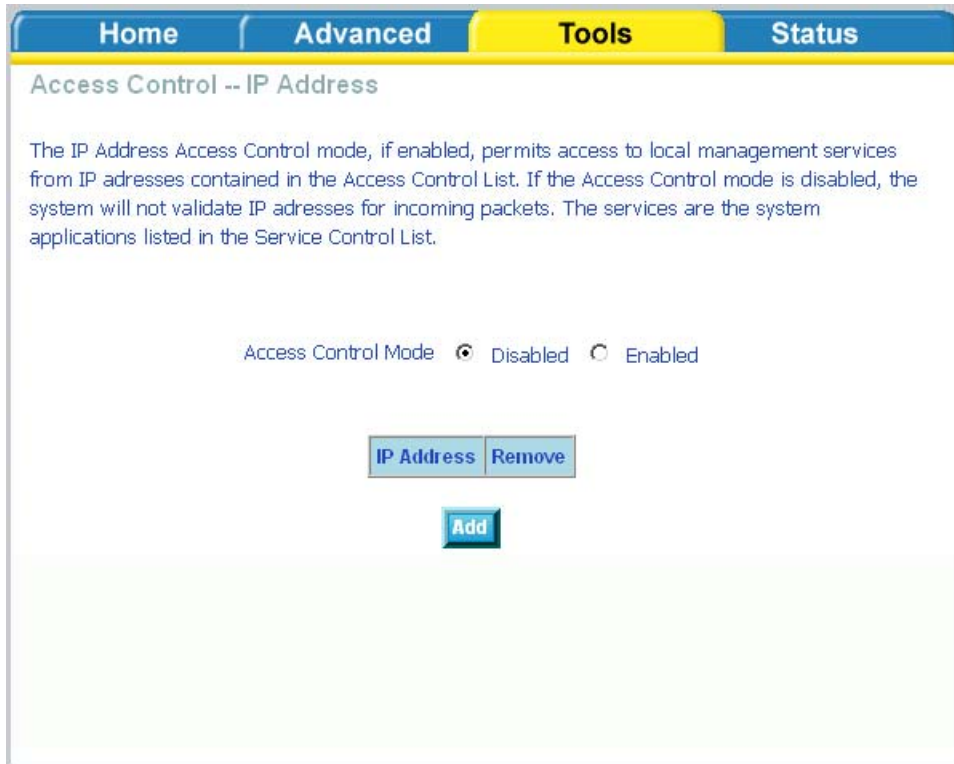 Home Advanced Tools Status
Access Control -- IP Address
The IP Address Access Control mode, if enabled, permits access to local management services
from IP adresses contained in the Access Control List. If the Access Control mode is disabled, the
system will not validate IP adresses for incoming packets. The services are the system
applications listed in the Service Control List.
Access Control Mode Disabled Enabled
IP Address Remove
Add